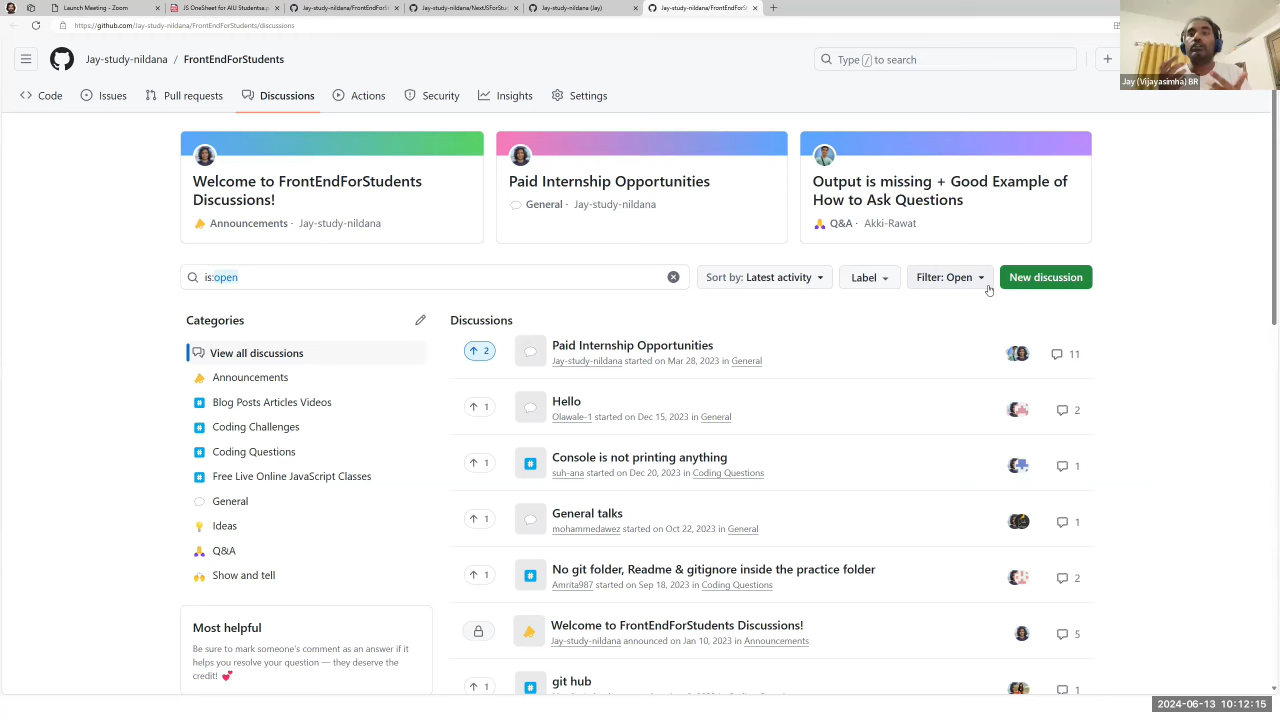 Launch Meeting - Zoom
JS OneSheet for AIU Students.p
Jay-study-nildana/FrontEndForS
Jay-study-nildana/NextJSForStu
Jay-study-nildana (Jay)
Jay-study-nildana/FrontEndForS
https://github.com/Jay-study-nildana/FrontEndForStudents/discussions
Jay-study-nildana / FrontEndForStudents
Type / to search
Jay (Vijayasimha) BR
Code
Issues
Pull requests
Discussions
Actions
Security
Insights
Settings
Welcome to FrontEndForStudents
Discussions!
Announcements · Jay-study-nildana
Paid Internship Opportunities
General · Jay-study-nildana
Output is missing + Good Example of
How to Ask Questions
Q&A · Akki-Rawat
is:open
Sort by: Latest activity
Label
Filter: Open
New discussion
Categories
View all discussions
Announcements
Blog Posts Articles Videos
Coding Challenges
Coding Questions
Free Live Online JavaScript Classes
General
Ideas
Q&A
Show and tell
Most helpful
Be sure to mark someone's comment as an answer if it
helps you resolve your question — they deserve the
credit! 💕
Discussions
2
Paid Internship Opportunities
11
Jay-study-nildana started on Mar 28, 2023 in General
1
Hello
2
Olawale-1 started on Dec 15, 2023 in General
1
Console is not printing anything
1
suh-ana started on Dec 20, 2023 in Coding Questions
1
General talks
1
mohammedawez started on Oct 22, 2023 in General
1
No git folder, Readme & gitignore inside the practice folder
2
Amrita987 started on Sep 18, 2023 in Coding Questions
Welcome to FrontEndForStudents Discussions!
5
Jay-study-nildana announced on Jan 10, 2023 in Announcements
1
git hub
1
2024-06-13 10:12:15